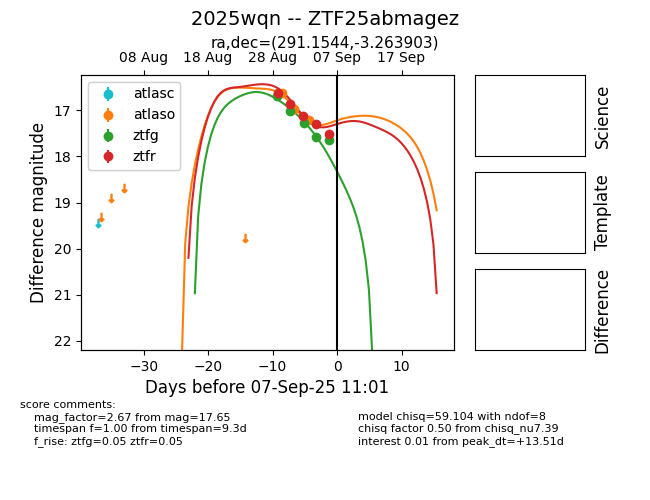 2025wqn -- ZTF25abmagez
ra,dec=(291.1544,-3.263903)
08 Aug 18 Aug 28 Aug 07 Sep 17 Sep
atlasc
atlaso
ztfg
ztfr
17
18
19
20
21
22
Difference magnitude
−30 −20 −10 0 10
Days before 07-Sep-25 11:01
Science
Template
Difference
score comments:
mag_factor=2.67 from mag=17.65
timespan f=1.00 from timespan=9.3d
f_rise: ztfg=0.05 ztfr=0.05
model chisq=59.104 with ndof=8
chisq factor 0.50 from chisq_nu7.39
interest 0.01 from peak_dt=+13.51d